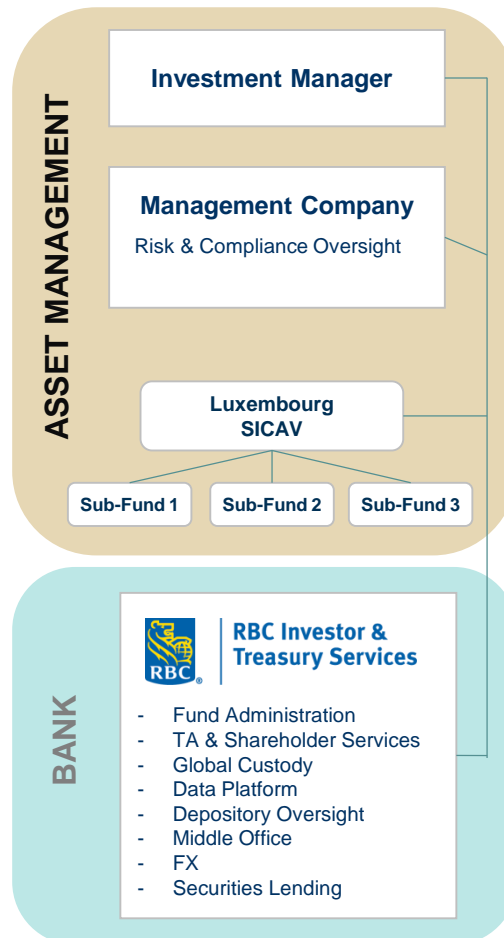 ASSET MANAGEMENT
Investment Manager
Management Company
Risk & Compliance Oversight
Luxembourg
SICAV
Sub-Fund 1
Sub-Fund 2
Sub-Fund 3
BANK
RBC
®
RBC Investor &
Treasury Services
- Fund Administration
- TA & Shareholder Services
- Global Custody
- Data Platform
- Depository Oversight
- Middle Office
- FX
- Securities Lending